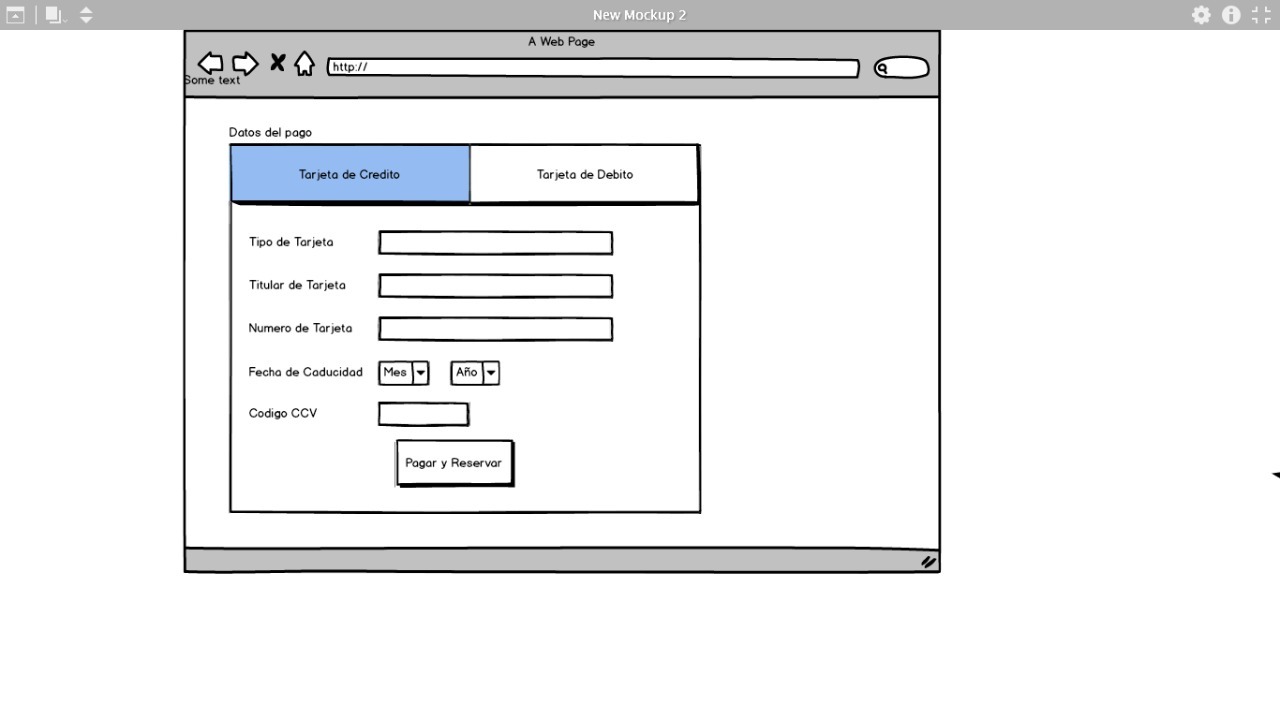 New Mockup 2
A Web Page
http://
Some text
Datos del pago
Tarjeta de Credito
Tarjeta de Debito
Tipo de Tarjeta
Titular de Tarjeta
Numero de Tarjeta
Fecha de Caducidad Mes Año
Codigo CCV
Pagar y Reservar